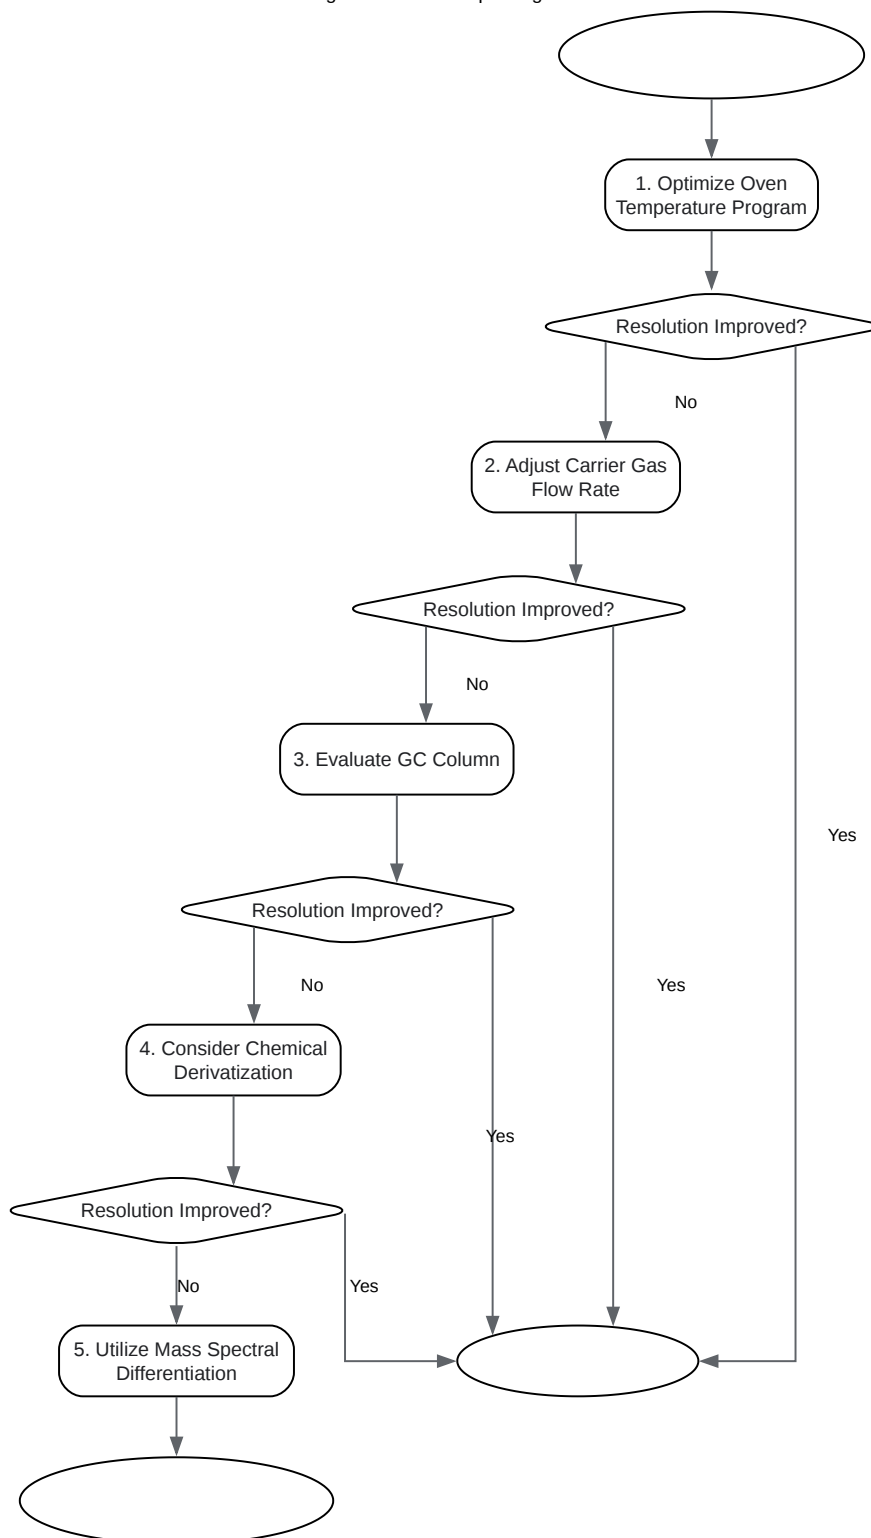 1. Optimize Oven
Temperature Program
Resolution Improved?
No
2. Adjust Carrier Gas
Flow Rate
Resolution Improved?
No
3. Evaluate GC Column
Yes
Resolution Improved?
No
Yes
4. Consider Chemical
Derivatization
Yes
Resolution Improved?
No
Yes
5. Utilize Mass Spectral
Differentiation